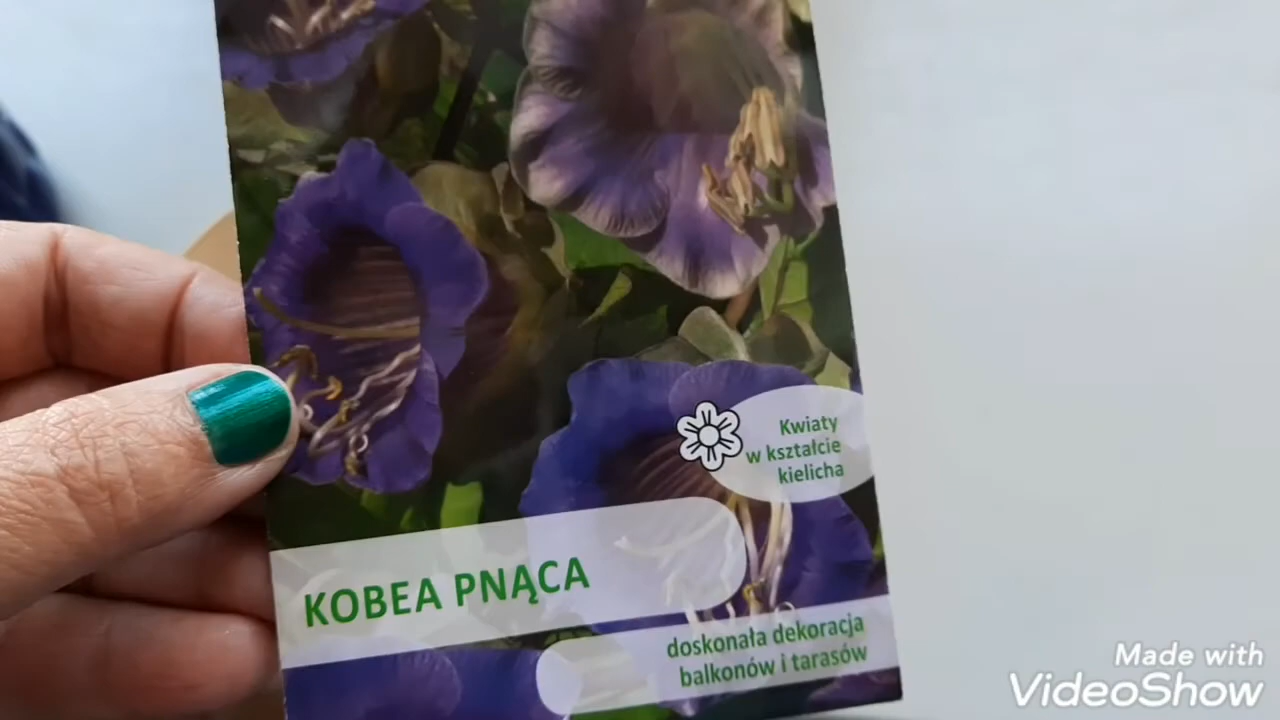 Kwiaty
w kształcie
kielicha
KOBEA PNĄCA
doskonała dekoracja
balkonów i tarasów
Made with
VideoShow